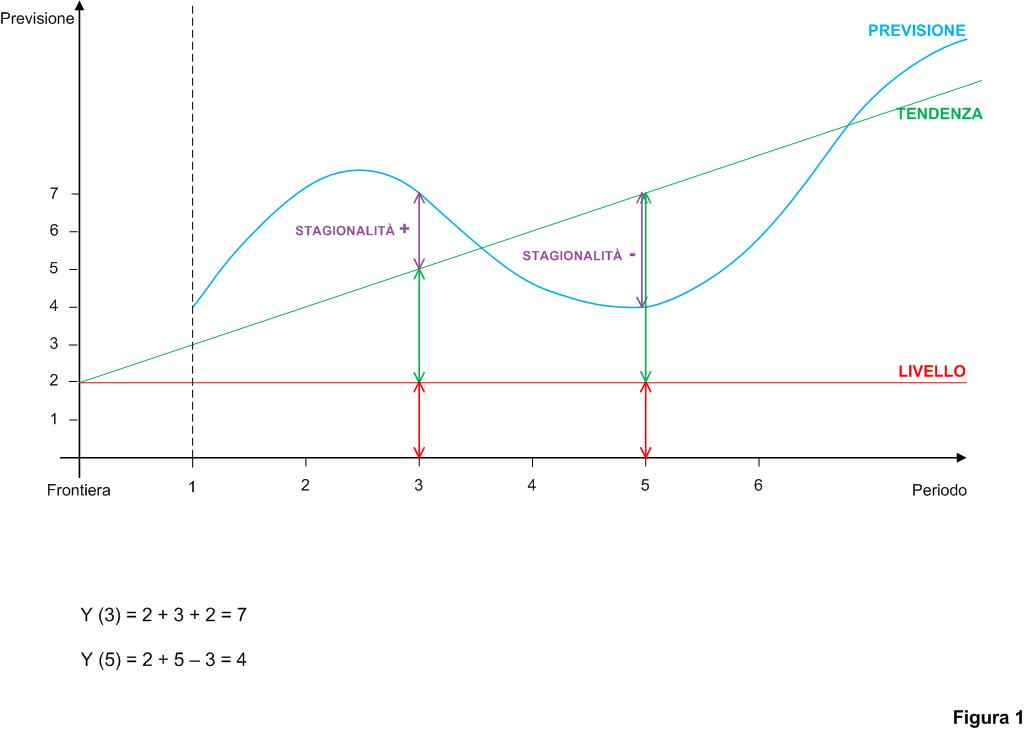 Previsione
PREVISIONE
TENDENZA
7
6
STAGIONALITÀ +
STAGIONALITÀ -
5
4
3
2
LIVELLO
1
Frontiera
1
2
3
4
5
6
Periodo
Y (3) = 2 + 3 + 2 = 7
Y (5) = 2 + 5 – 3 = 4
Figura 1